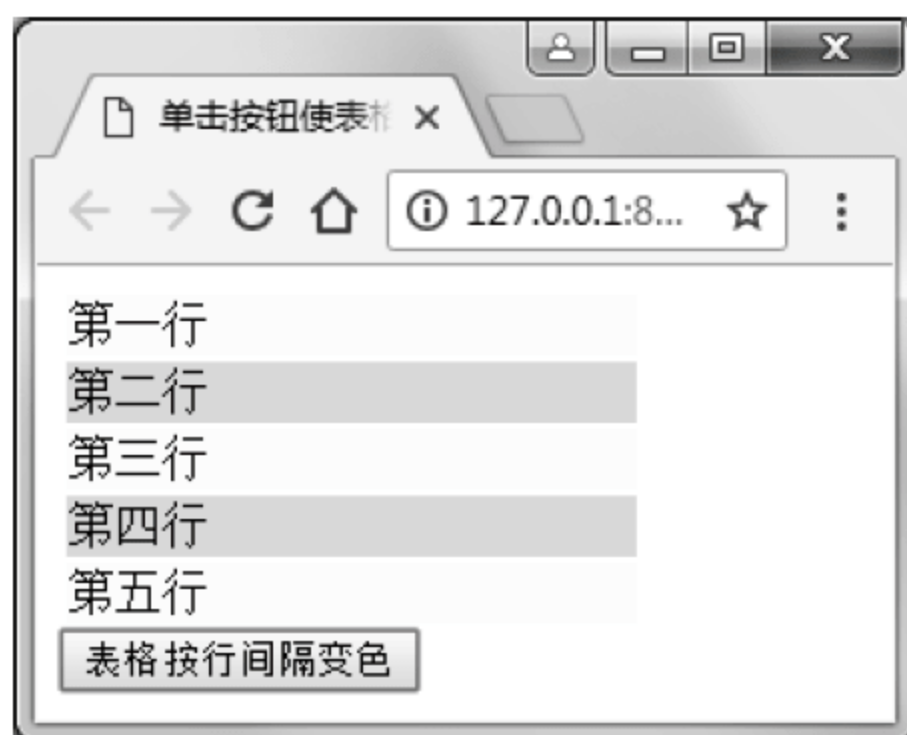 单击按钮使表格
127.0.0.1:8...
第一行
第二行
第三行
第四行
第五行
表格按行间隔变色